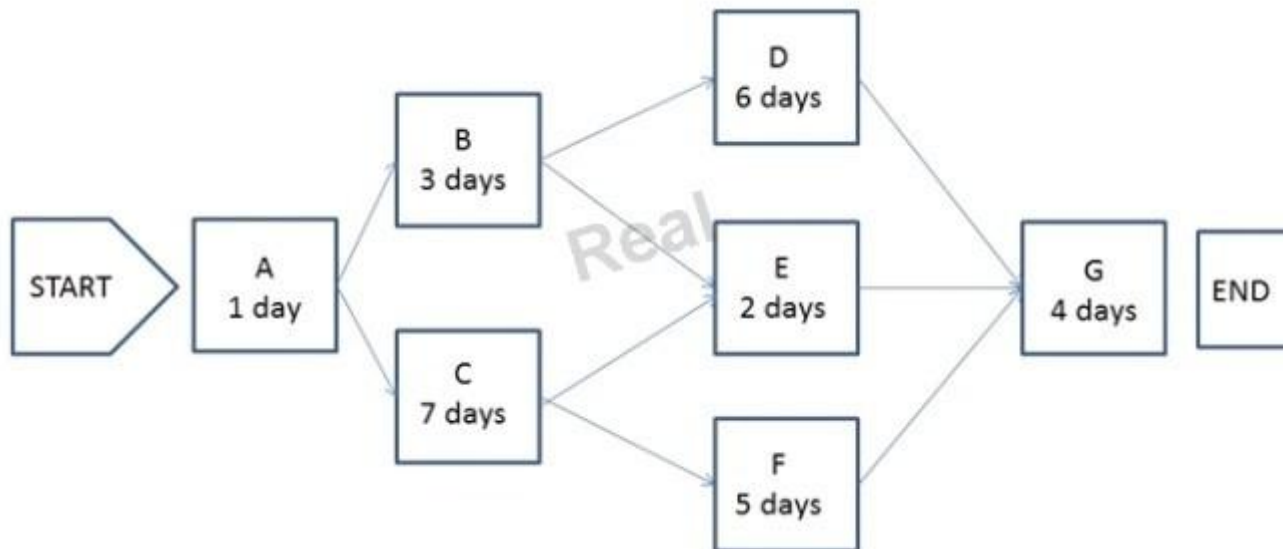 START
A
1 day
B
3 days
C
7 days
D
6 days
E
2 days
F
5 days
G
4 days
END
Real